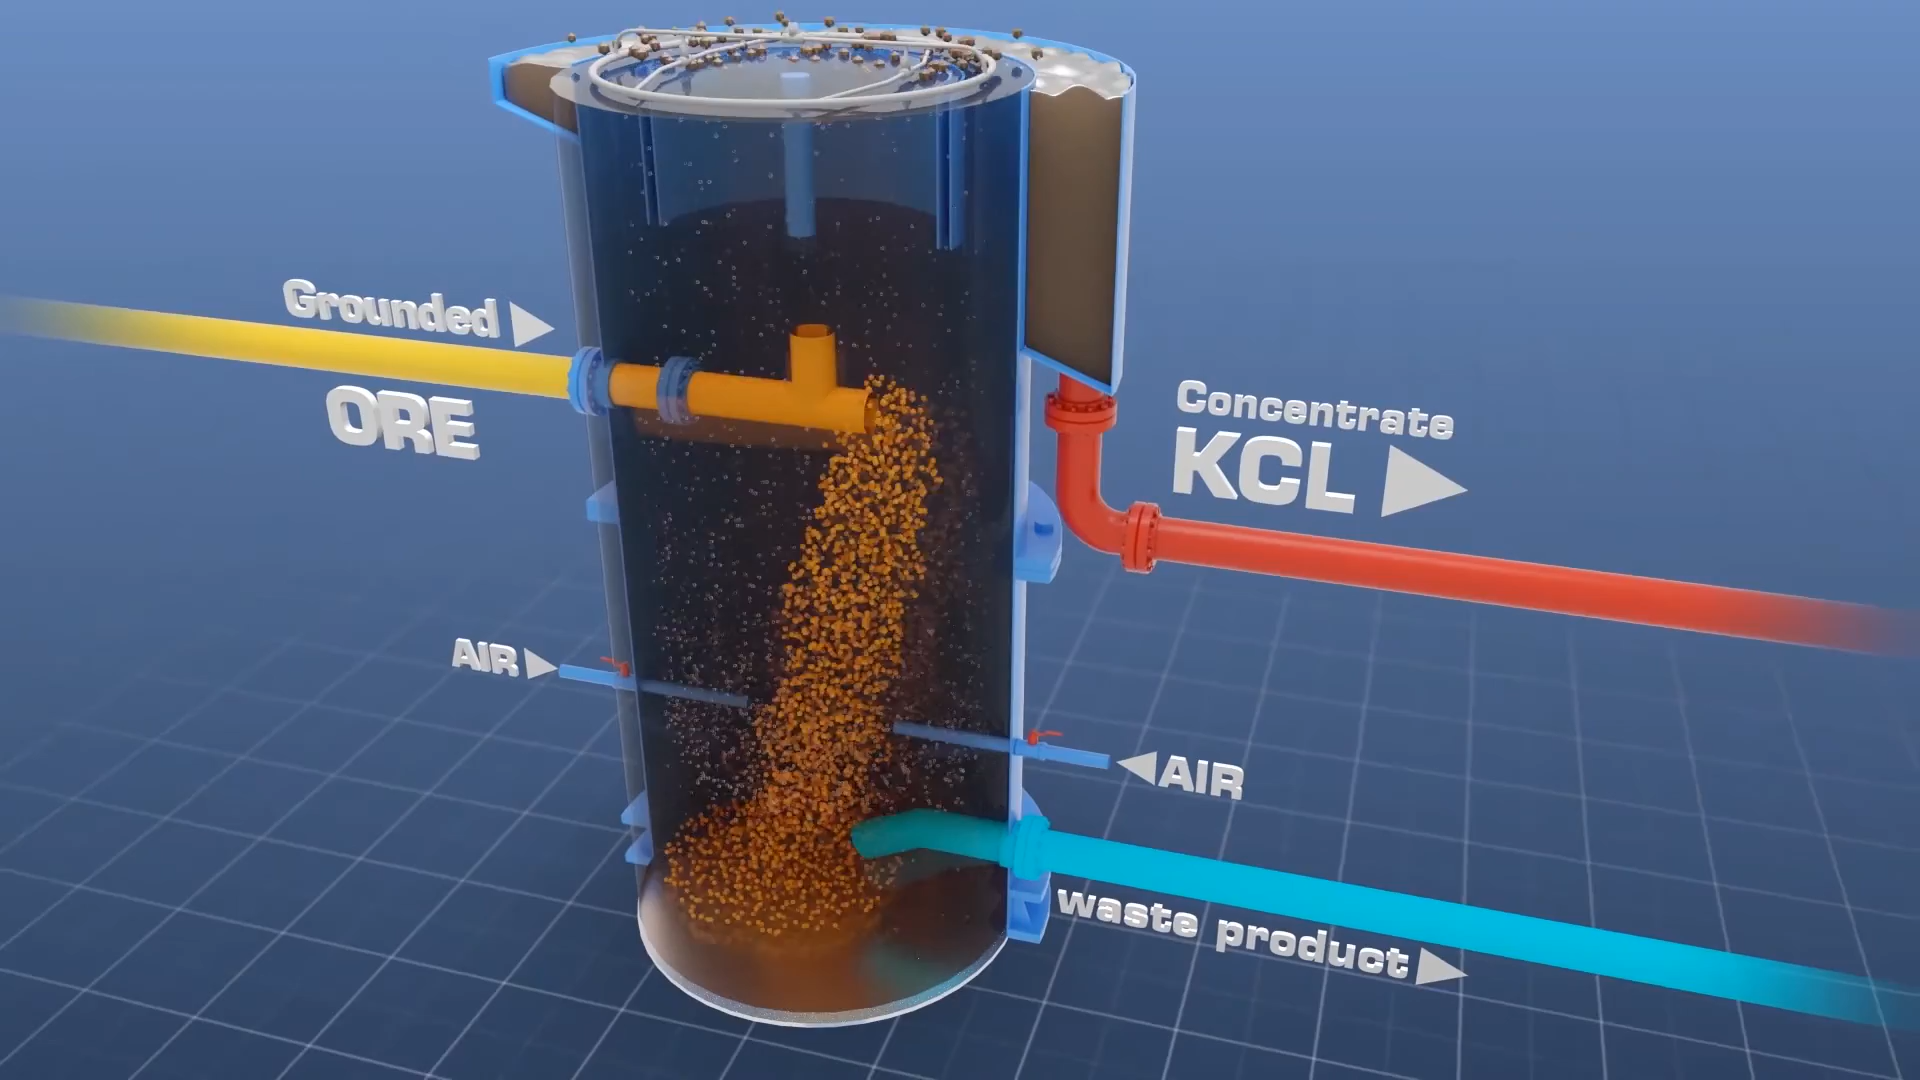 Grounded
ORE
Concentrate
KCL
AIR
AIR
waste product